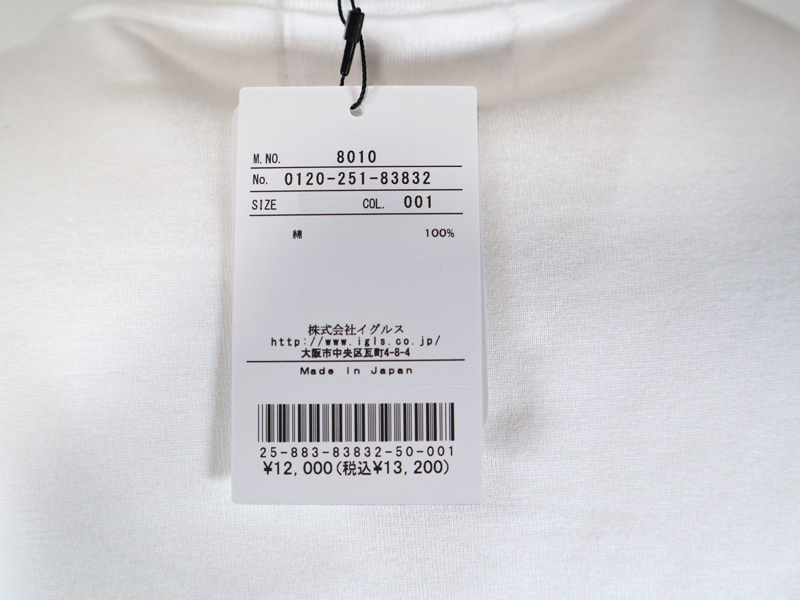 M.NO. 8010
No. 0120-251-83832
SIZE COL. 001
綿 100%
株式会社イグルス
http://www.igls.co.jp/
大阪市中央区瓦町4-8-4
Made In Japan
25-883-83832-50-001
¥12,000(税込¥13,200)